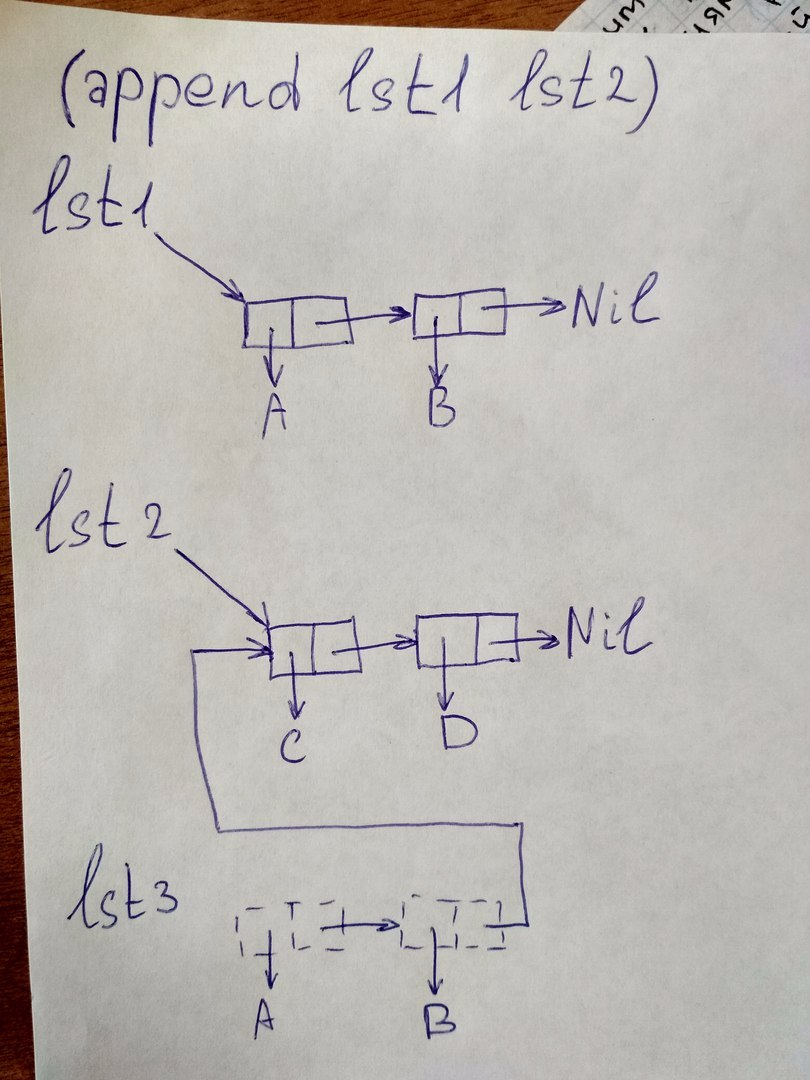 (append lst1 lst2)
lst1
Nil
A B
lst2
Nil
C D
lst3
A B